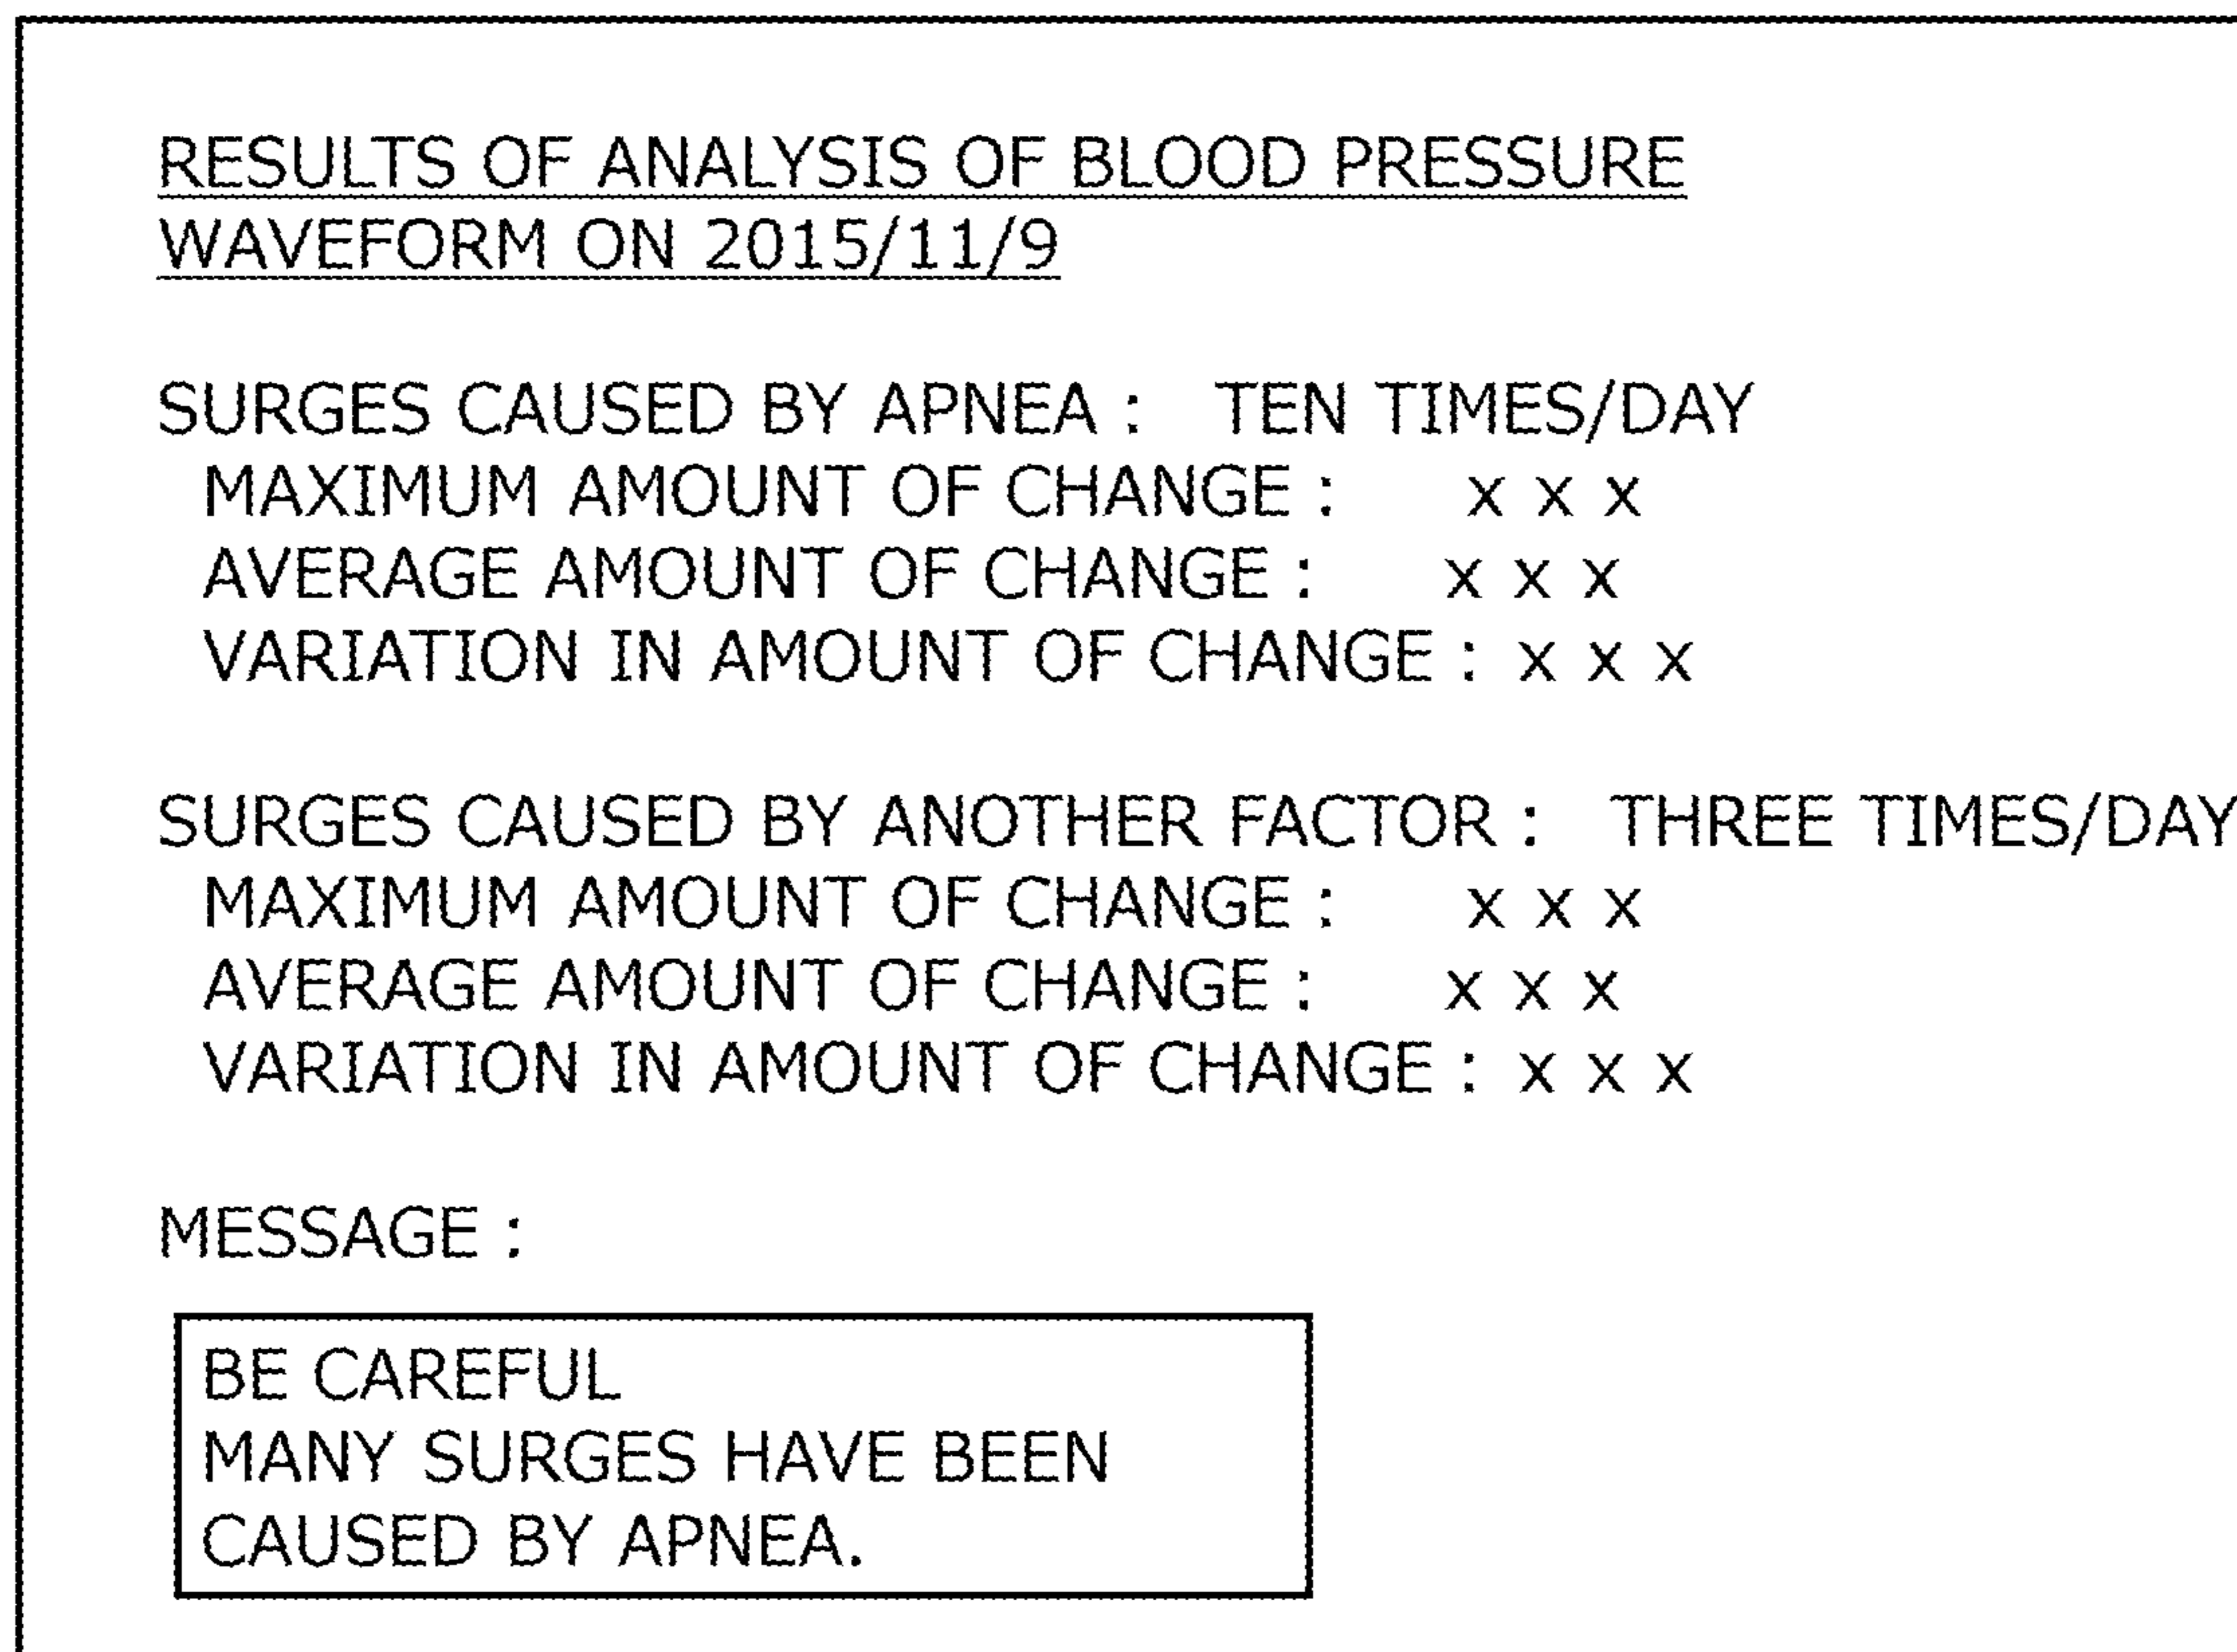 RESULTS OF ANALYSIS OF BLOOD PRESSURE
WAVEFORM ON 2015/11/9
SURGES CAUSED BY APNEA : TEN TIMES/DAY
MAXIMUM AMOUNT OF CHANGE : x x x
AVERAGE AMOUNT OF CHANGE : x x x
VARIATION IN AMOUNT OF CHANGE : x x x
SURGES CAUSED BY ANOTHER FACTOR : THREE TIMES/DAY
MAXIMUM AMOUNT OF CHANGE : x x x
AVERAGE AMOUNT OF CHANGE : x x x
VARIATION IN AMOUNT OF CHANGE : x x x
MESSAGE :
BE CAREFUL
MANY SURGES HAVE BEEN
CAUSED BY APNEA.